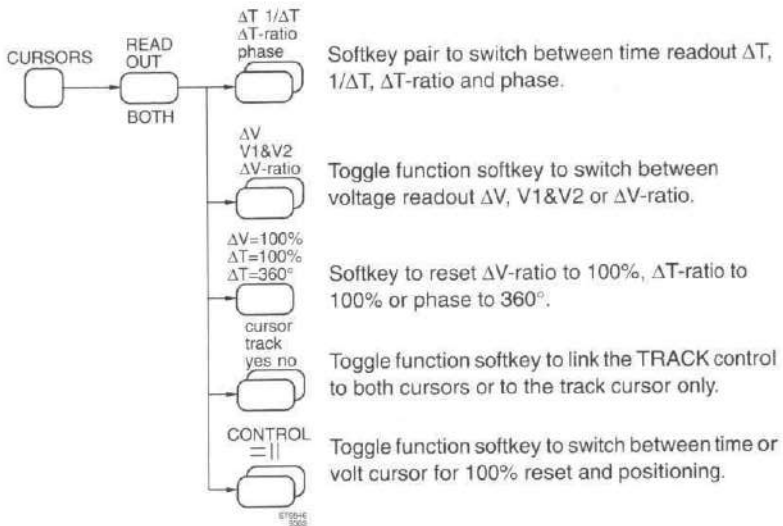 CURSORS
READ
OUT
BOTH
ΔT 1/ΔT
ΔT-ratio
phase
Softkey pair to switch between time readout ΔT,
1/ΔT, ΔT-ratio and phase.
ΔV
V1&V2
ΔV-ratio
Toggle function softkey to switch between
voltage readout ΔV, V1&V2 or ΔV-ratio.
ΔV=100%
ΔT=100%
ΔT=360°
Softkey to reset ΔV-ratio to 100%, ΔT-ratio to
100% or phase to 360°.
cursor
track
yes no
Toggle function softkey to link the TRACK control
to both cursors or to the track cursor only.
CONTROL
Toggle function softkey to switch between time or
volt cursor for 100% reset and positioning.